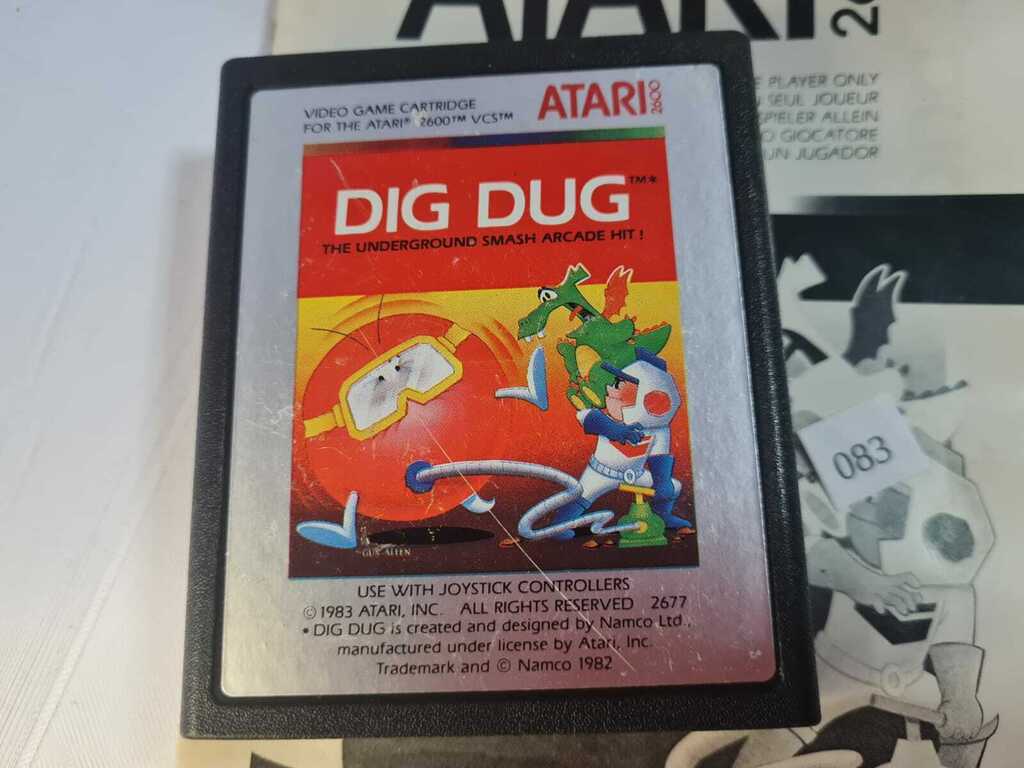 ATARI
VIDEO GAME CARTRIDGE
FOR THE ATARI® 2600™ VCS™
ATARI 2600
DIG DUG™*
THE UNDERGROUND SMASH ARCADE HIT!
GUS ALLEN
USE WITH JOYSTICK CONTROLLERS
© 1983 ATARI, INC. ALL RIGHTS RESERVED 2677
• DIG DUG is created and designed by Namco Ltd.,
manufactured under license by Atari, Inc.
Trademark and © Namco 1982
PLAYER ONLY
SEUL JOUEUR
SPIELER ALLEIN
GIOCATORE
UN JUGADOR
083